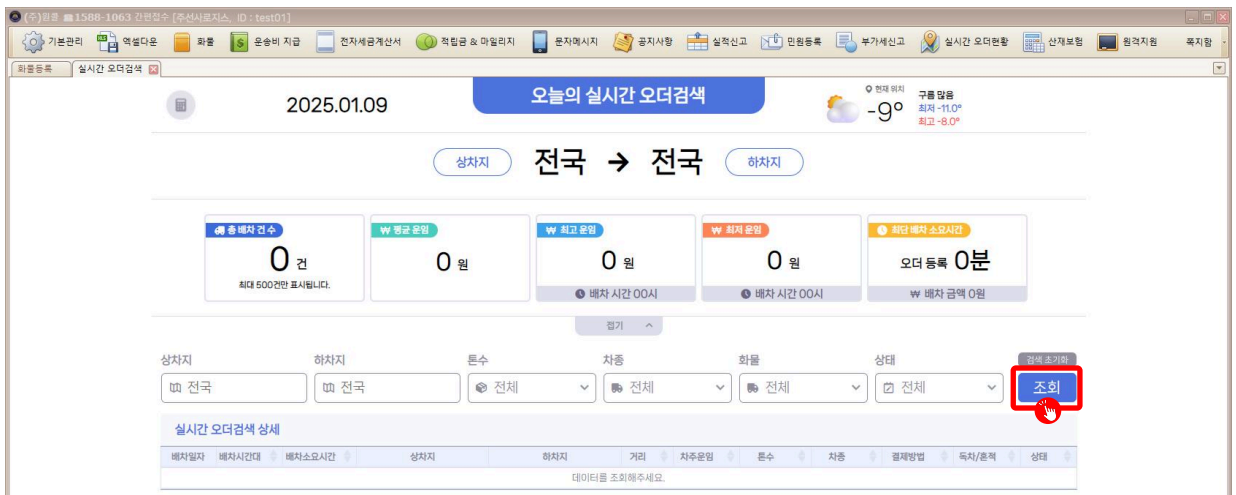 (주)원콜 ☎1588-1063 간편접수 [주선사로지스, ID : test01]
기본관리 엑셀다운 화물 운송비 지급 전자세금계산서 적립금 & 마일리지 문자메시지 공지사항 실적신고 민원등록 부가세신고 실시간 오더현황 산재보험 원격지원 쪽지함
화물등록 실시간 오더검색
2025.01.09 오늘의 실시간 오더검색
현재 위치
-9° 구름 많음
최저 -11.0°
최고 -8.0°
상차지 전국 → 전국 하차지
총 배차 건 수 ₩ 평균 운임 ₩ 최고 운임 ₩ 최저 운임 최단 배차 소요시간
0 건 0 원 0 원 0 원 오더 등록 0분
최대 500건만 표시됩니다.
배차 시간 00시 배차 시간 00시 ₩ 배차 금액 0원
접기
상차지 하차지 톤수 차종 화물 상태 검색 초기화
전국 전국 전체 전체 전체 전체 조회
실시간 오더검색 상세
배차일자 배차시간대 배차소요시간 상차지 하차지 거리 차주운임 톤수 차종 결제방법 독차/혼적 상태
데이터를 조회해주세요.